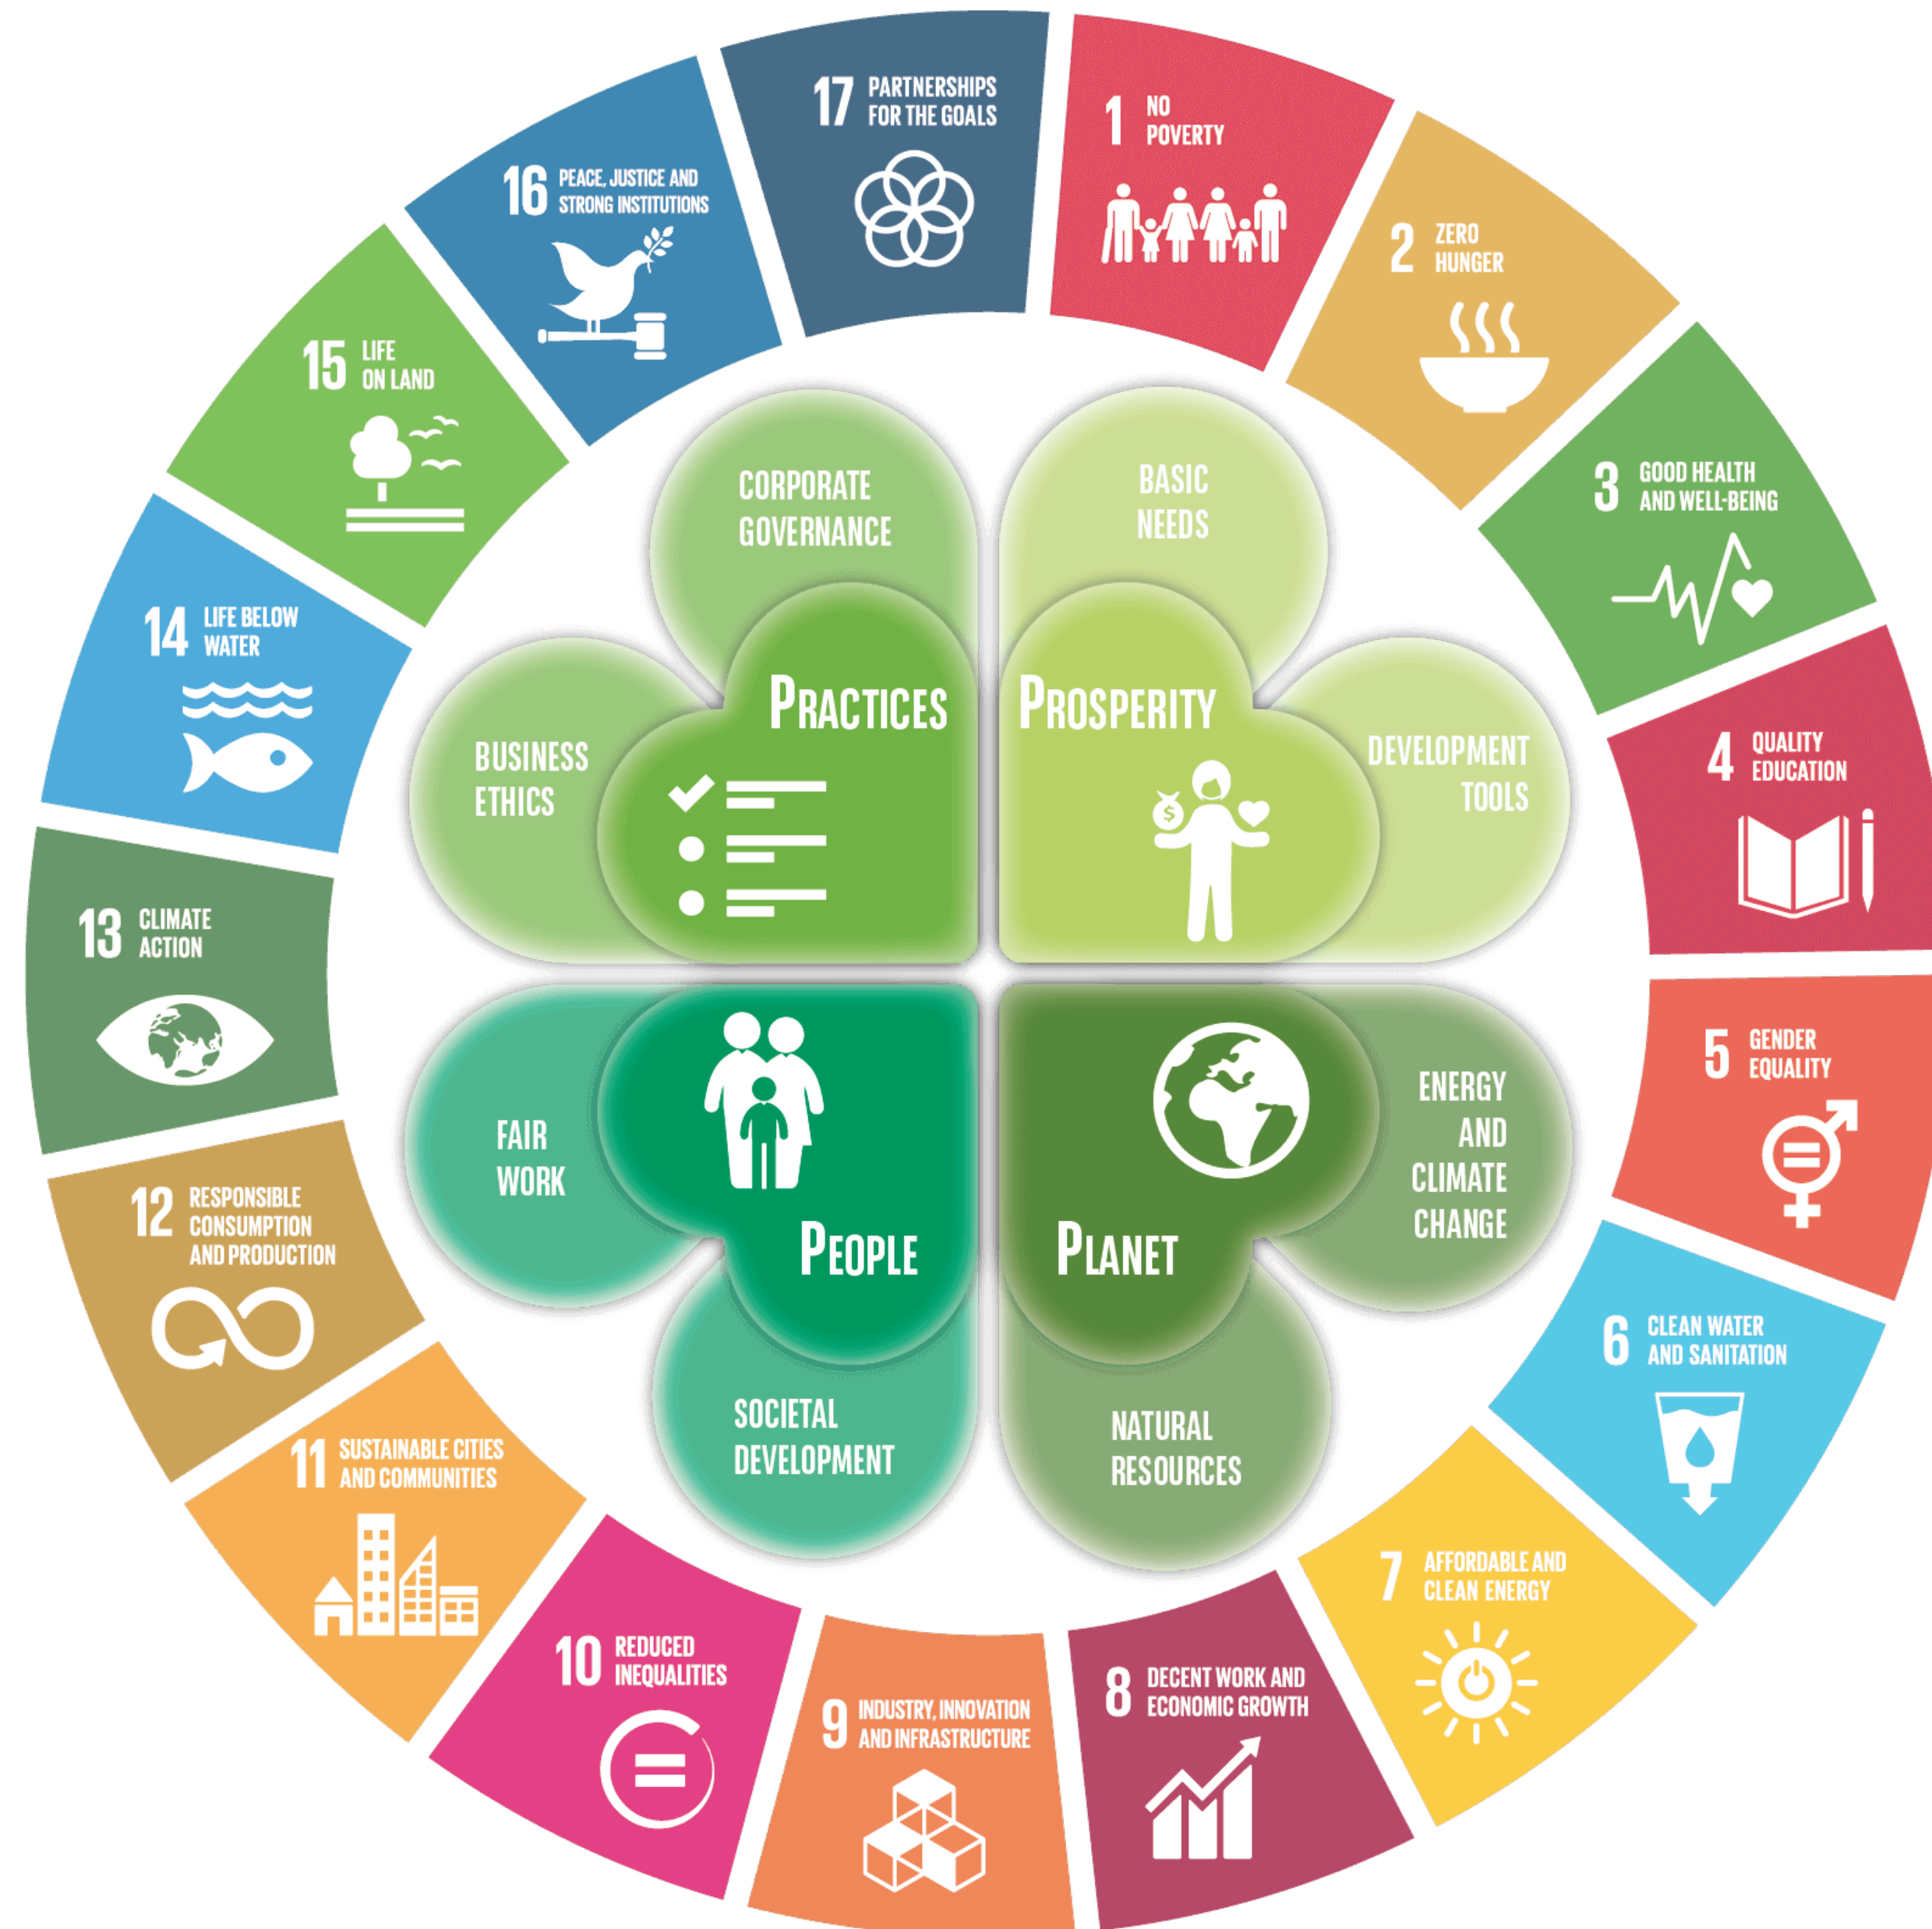 17 PARTNERSHIPS
FOR THE GOALS
1 NO
POVERTY
2 ZERO
HUNGER
3 GOOD HEALTH
AND WELL-BEING
4 QUALITY
EDUCATION
5 GENDER
EQUALITY
6 CLEAN WATER
AND SANITATION
7 AFFORDABLE AND
CLEAN ENERGY
8 DECENT WORK AND
ECONOMIC GROWTH
9 INDUSTRY, INNOVATION
AND INFRASTRUCTURE
10 REDUCED
INEQUALITIES
11 SUSTAINABLE CITIES
AND COMMUNITIES
12 RESPONSIBLE
CONSUMPTION
AND PRODUCTION
13 CLIMATE
ACTION
14 LIFE BELOW
WATER
15 LIFE
ON LAND
16 PEACE, JUSTICE AND
STRONG INSTITUTIONS
CORPORATE
GOVERNANCE
BUSINESS
ETHICS
PRACTICES
BASIC
NEEDS
DEVELOPMENT
TOOLS
PROSPERITY
$
FAIR
WORK
SOCIETAL
DEVELOPMENT
PEOPLE
ENERGY
AND
CLIMATE
CHANGE
NATURAL
RESOURCES
PLANET